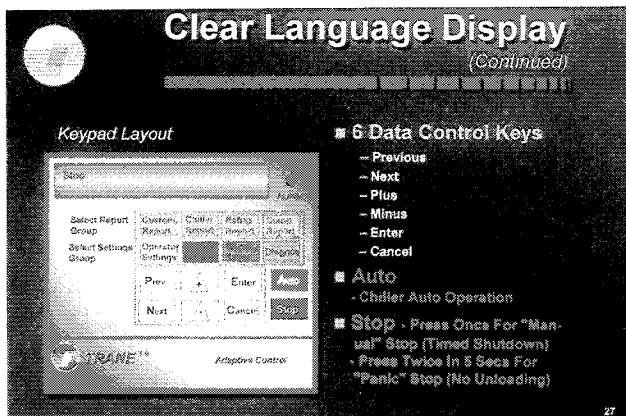 Clear Language Display
(Continued)
Keypad Layout
Stop
Select Report Group
Custom Report
Chiller Report
Refrig Report
Comp Report
Select Settings Group
Operator Settings
Prev
+
Enter
Auto
Next
-
Cancel
Stop
TRANE™
Adaptive Control
■ 6 Data Control Keys
– Previous
– Next
– Plus
– Minus
– Enter
– Cancel
■ Auto
- Chiller Auto Operation
■ Stop - Press Once For "Man-
ual" Stop (Timed Shutdown)
- Press Twice In 5 Secs For
"Panic" Stop (No Unloading)
27